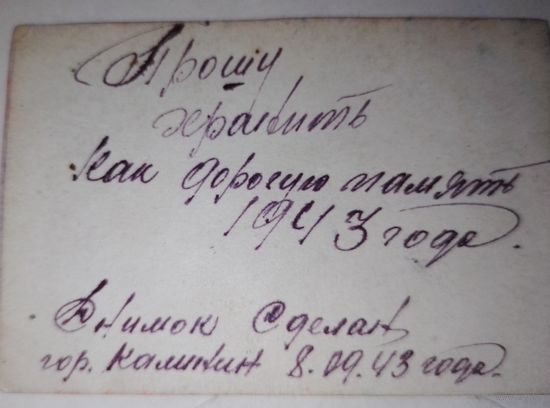 Прошу
хранить
как дорогую память
1943 года.
Снимок сделан
гор. Калинин 8.09.43 года.